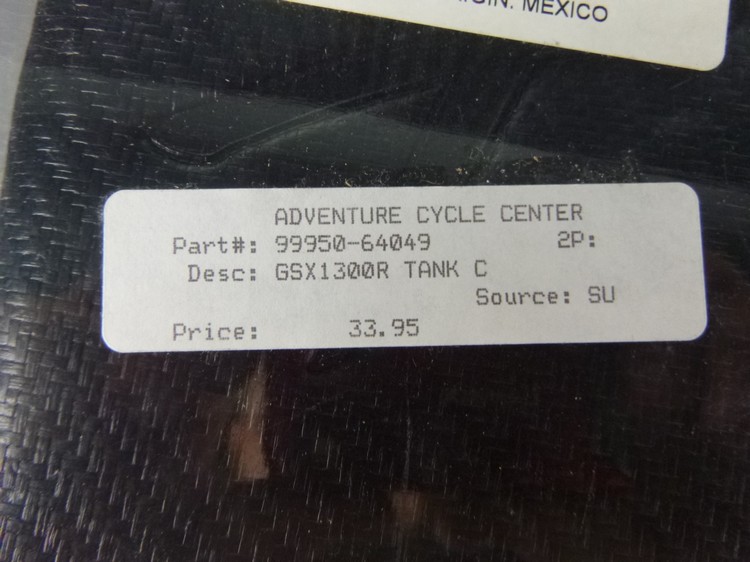 MEXICO
ADVENTURE CYCLE CENTER
Part#: 99950-64049 2P:
Desc: GSX1300R TANK C
Source: SU
Price: 33.95